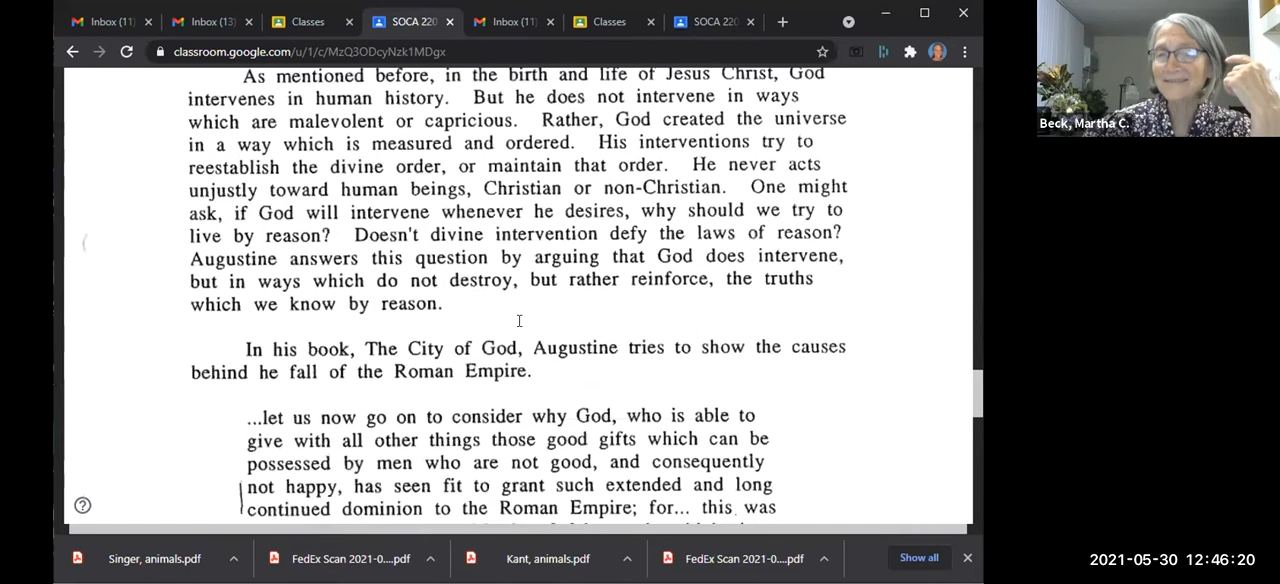 Inbox (11)
Inbox (13)
Classes
SOCA 220
Inbox (11)
Classes
SOCA 220
classroom.google.com/u/1/c/MzQ3ODcyNzk1MDgx
As mentioned before, in the birth and life of Jesus Christ, God
intervenes in human history. But he does not intervene in ways
which are malevolent or capricious. Rather, God created the universe
in a way which is measured and ordered. His interventions try to
reestablish the divine order, or maintain that order. He never acts
unjustly toward human beings, Christian or non-Christian. One might
ask, if God will intervene whenever he desires, why should we try to
live by reason? Doesn't divine intervention defy the laws of reason?
Augustine answers this question by arguing that God does intervene,
but in ways which do not destroy, but rather reinforce, the truths
which we know by reason.
In his book, The City of God, Augustine tries to show the causes
behind he fall of the Roman Empire.
...let us now go on to consider why God, who is able to
give with all other things those good gifts which can be
possessed by men who are not good, and consequently
not happy, has seen fit to grant such extended and long
continued dominion to the Roman Empire; for... this was
Singer, animals.pdf
FedEx Scan 2021-0....pdf
Kant, animals.pdf
FedEx Scan 2021-0....pdf
Show all
Beck, Martha C.
2021-05-30 12:46:20